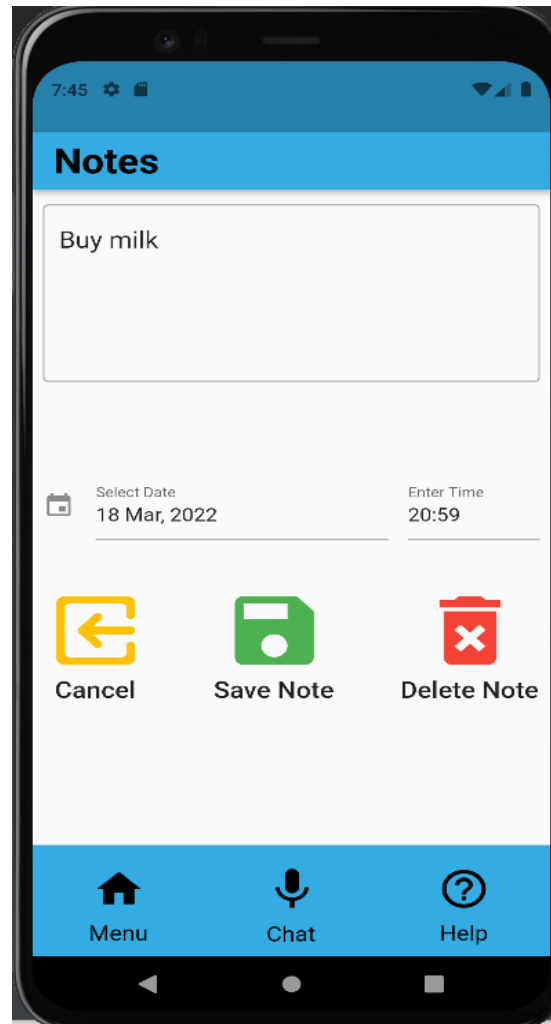 7:45
Notes
Buy milk
Select Date Enter Time
18 Mar, 2022 20:59
Cancel Save Note Delete Note
Menu Chat Help